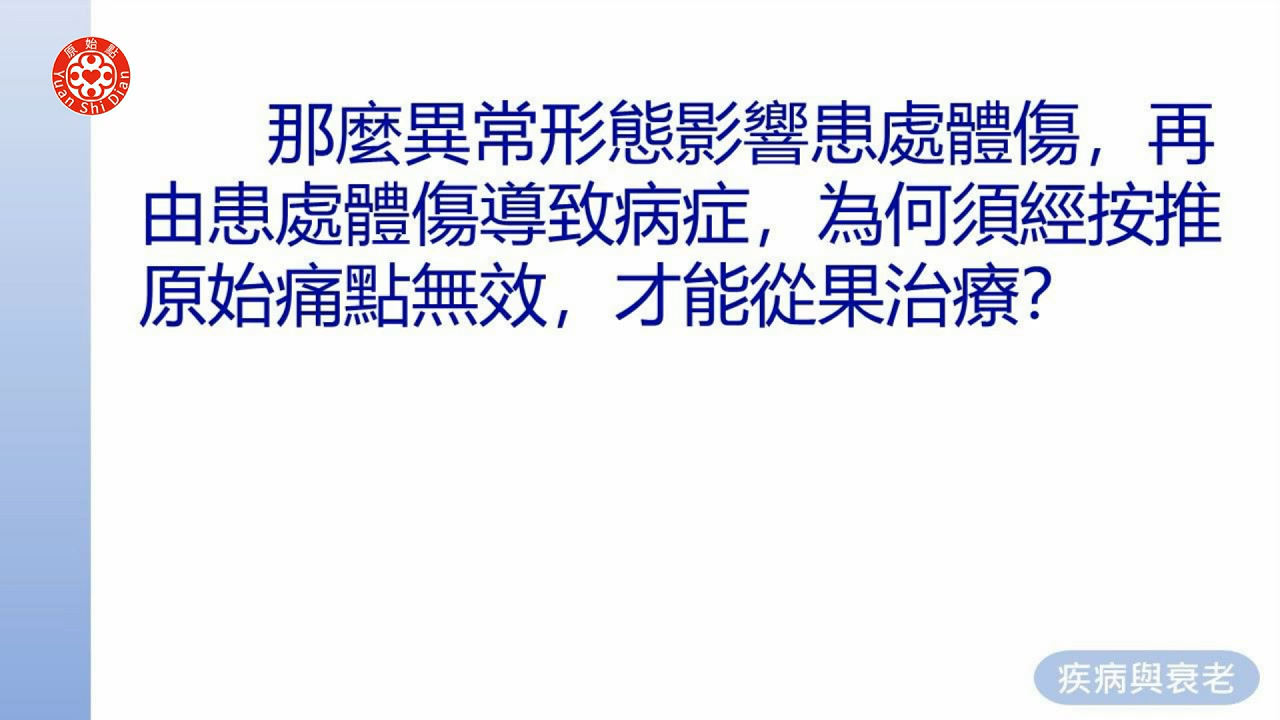 原始點
Yuan Shi Dian
那麼異常形態影響患處體傷，再
由患處體傷導致病症，為何須經按推
原始痛點無效，才能從果治療？
疾病與衰老